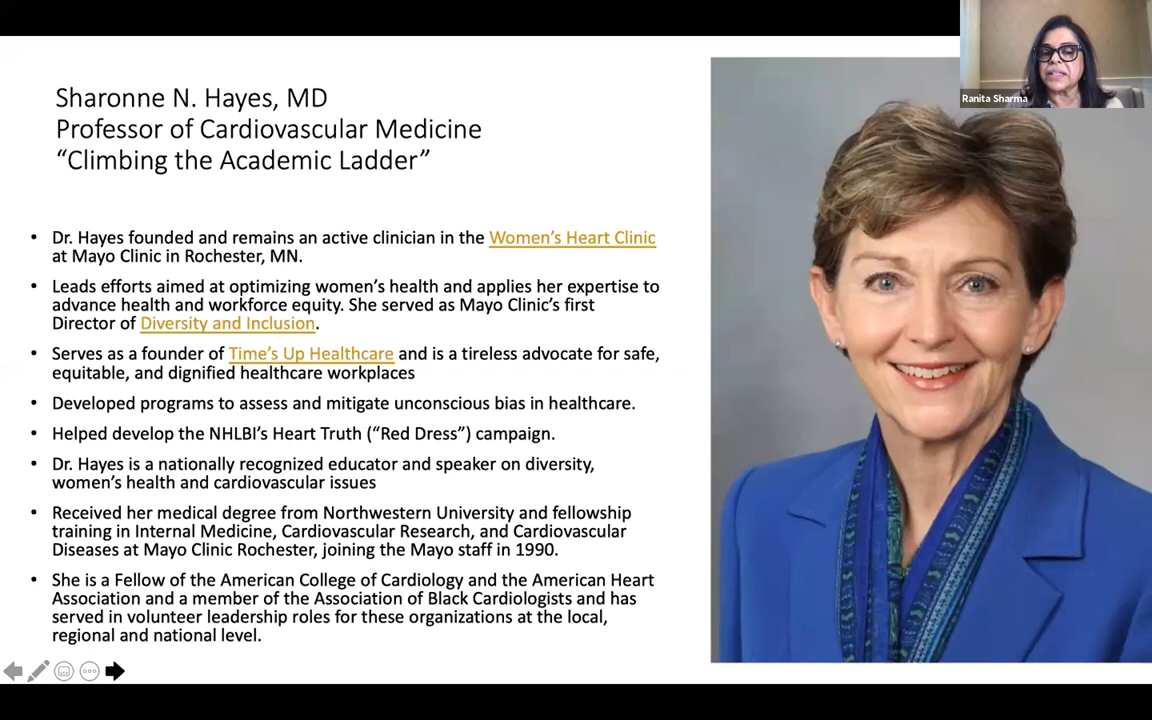 Ranita Sharma
Sharonne N. Hayes, MD
Professor of Cardiovascular Medicine
“Climbing the Academic Ladder”
• Dr. Hayes founded and remains an active clinician in the Women’s Heart Clinic
at Mayo Clinic in Rochester, MN.
• Leads efforts aimed at optimizing women’s health and applies her expertise to
advance health and workforce equity. She served as Mayo Clinic’s first
Director of Diversity and Inclusion.
• Serves as a founder of Time’s Up Healthcare and is a tireless advocate for safe,
equitable, and dignified healthcare workplaces
• Developed programs to assess and mitigate unconscious bias in healthcare.
• Helped develop the NHLBI’s Heart Truth (“Red Dress”) campaign.
• Dr. Hayes is a nationally recognized educator and speaker on diversity,
women’s health and cardiovascular issues
• Received her medical degree from Northwestern University and fellowship
training in Internal Medicine, Cardiovascular Research, and Cardiovascular
Diseases at Mayo Clinic Rochester, joining the Mayo staff in 1990.
• She is a Fellow of the American College of Cardiology and the American Heart
Association and a member of the Association of Black Cardiologists and has
served in volunteer leadership roles for these organizations at the local,
regional and national level.